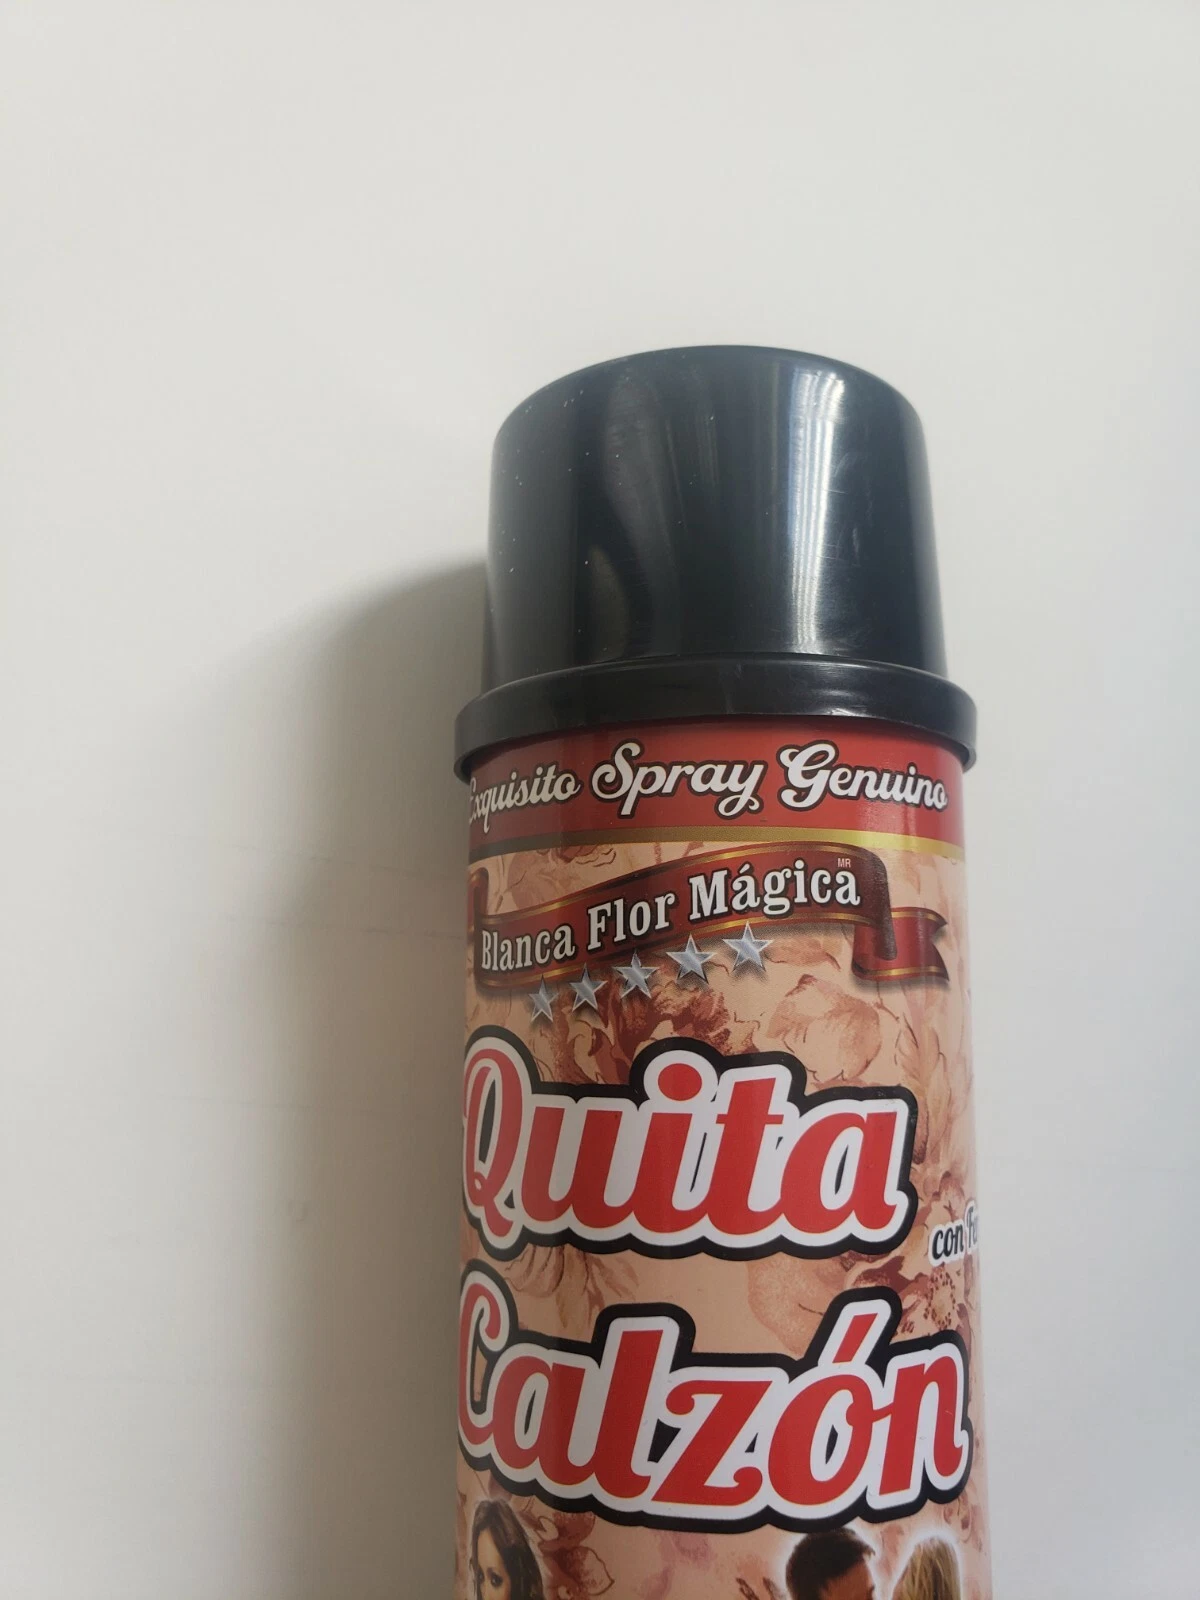 Exquisito Spray Genuino
Blanca Flor Mágica MR
Quita
con
Calzón